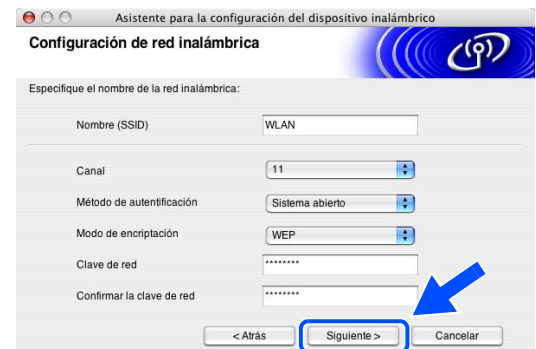 Asistente para la configuración del dispositivo inalámbrico
Configuración de red inalámbrica
Especifique el nombre de la red inalámbrica:
Nombre (SSID) WLAN
Canal 11
Método de autentificación Sistema abierto
Modo de encriptación WEP
Clave de red ********
Confirmar la clave de red ********
< Atrás Siguiente > Cancelar